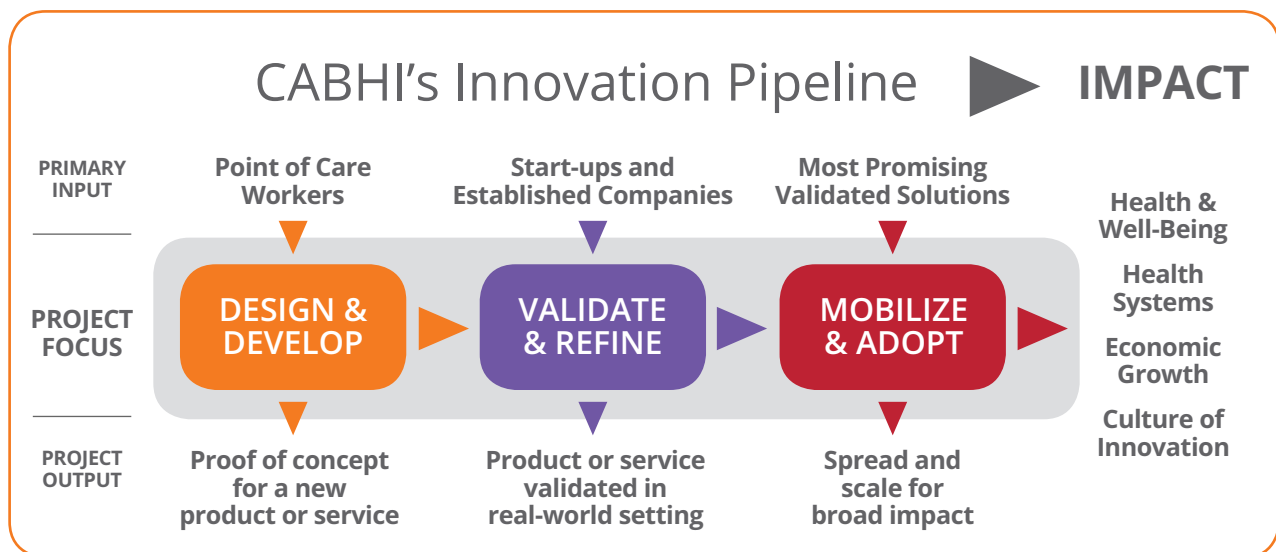 CABHI’s Innovation Pipeline
IMPACT
PRIMARY
INPUT
Point of Care
Workers
Start-ups and
Established Companies
Most Promising
Validated Solutions
PROJECT
FOCUS
DESIGN &
DEVELOP
VALIDATE
& REFINE
MOBILIZE
& ADOPT
PROJECT
OUTPUT
Proof of concept
for a new
product or service
Product or service
validated in
real-world setting
Spread and
scale for
broad impact
Health &
Well-Being
Health
Systems
Economic
Growth
Culture of
Innovation